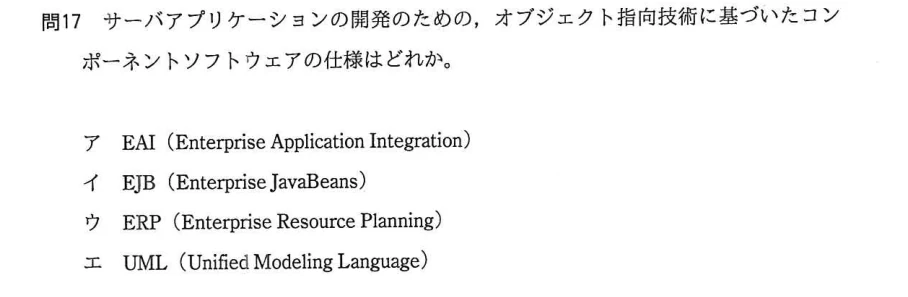 問17 サーバアプリケーションの開発のための，オブジェクト指向技術に基づいたコン
ポーネントソフトウェアの仕様はどれか。
ア EAI（Enterprise Application Integration）
イ EJB（Enterprise JavaBeans）
ウ ERP（Enterprise Resource Planning）
エ UML（Unified Modeling Language）